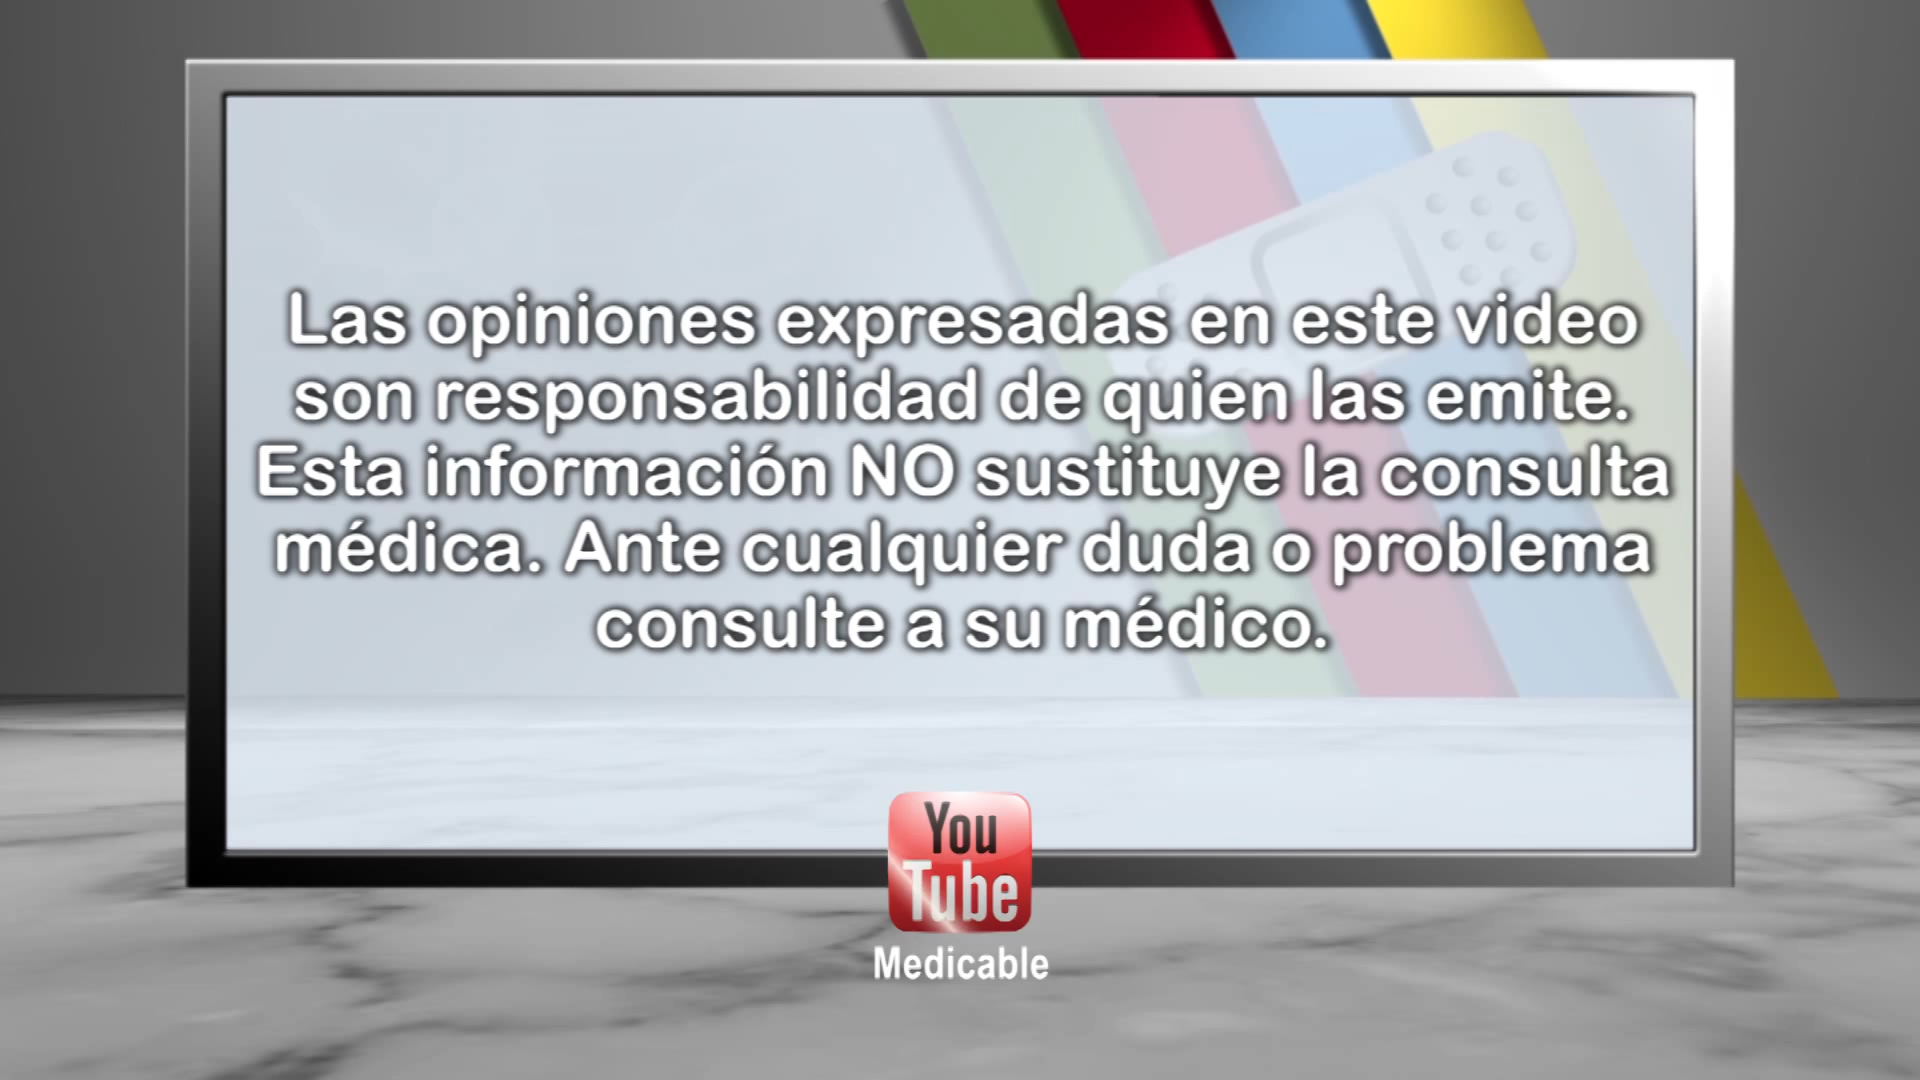 Las opiniones expresadas en este video
son responsabilidad de quien las emite.
Esta información NO sustituye la consulta
médica. Ante cualquier duda o problema
consulte a su médico.
You
Tube
Medicable